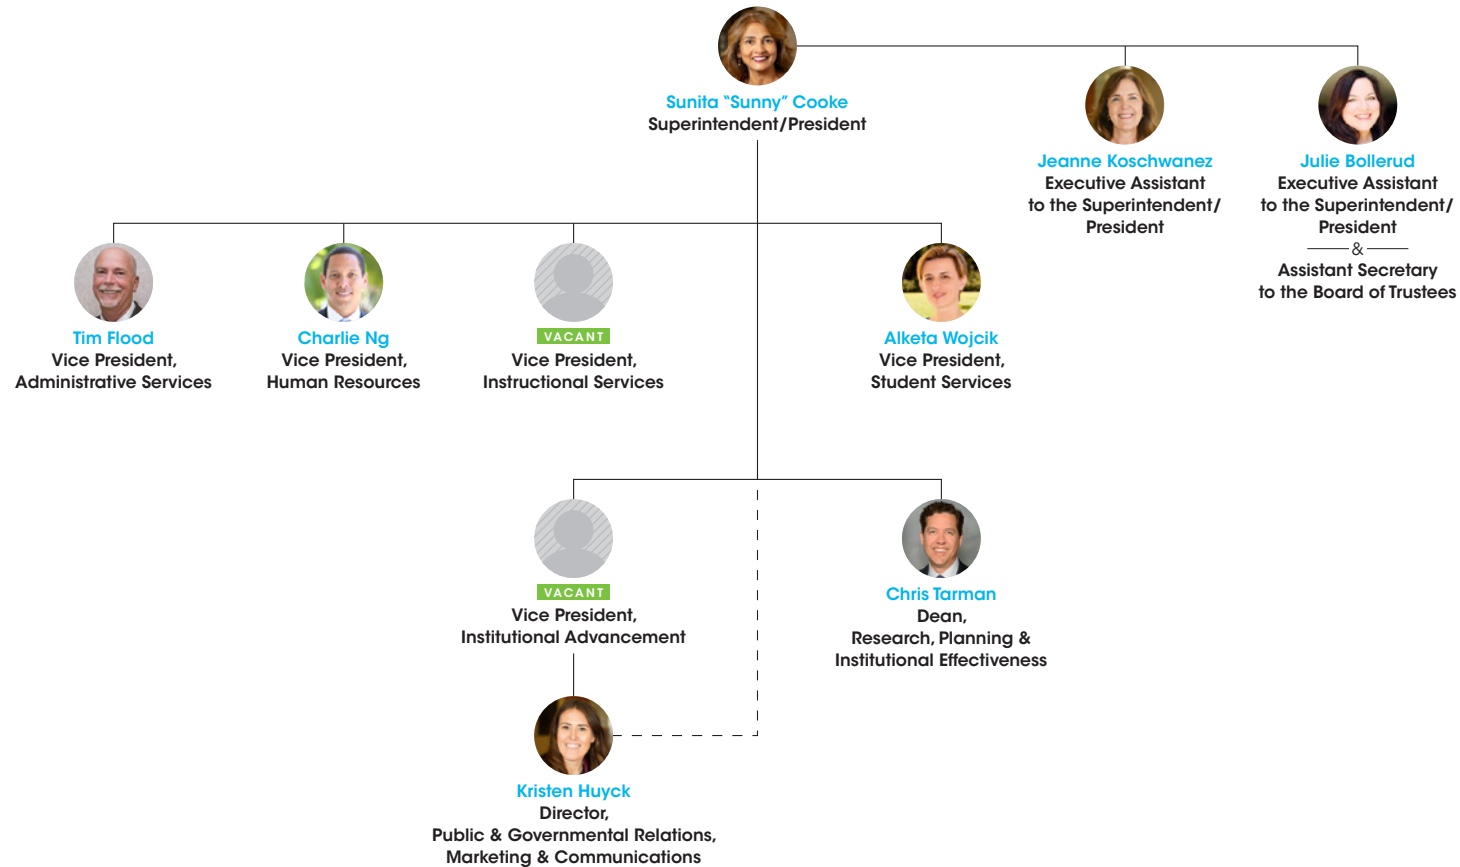 Sunita “Sunny” Cooke
Superintendent/President
Jeanne Koschwanez
Executive Assistant
to the Superintendent/
President
Julie Bollerud
Executive Assistant
to the Superintendent/
President
&
Assistant Secretary
to the Board of Trustees
Tim Flood
Vice President,
Administrative Services
Charlie Ng
Vice President,
Human Resources
VACANT
Vice President,
Instructional Services
Alketa Wojcik
Vice President,
Student Services
VACANT
Vice President,
Institutional Advancement
Chris Tarman
Dean,
Research, Planning &
Institutional Effectiveness
Kristen Huyck
Director,
Public & Governmental Relations,
Marketing & Communications